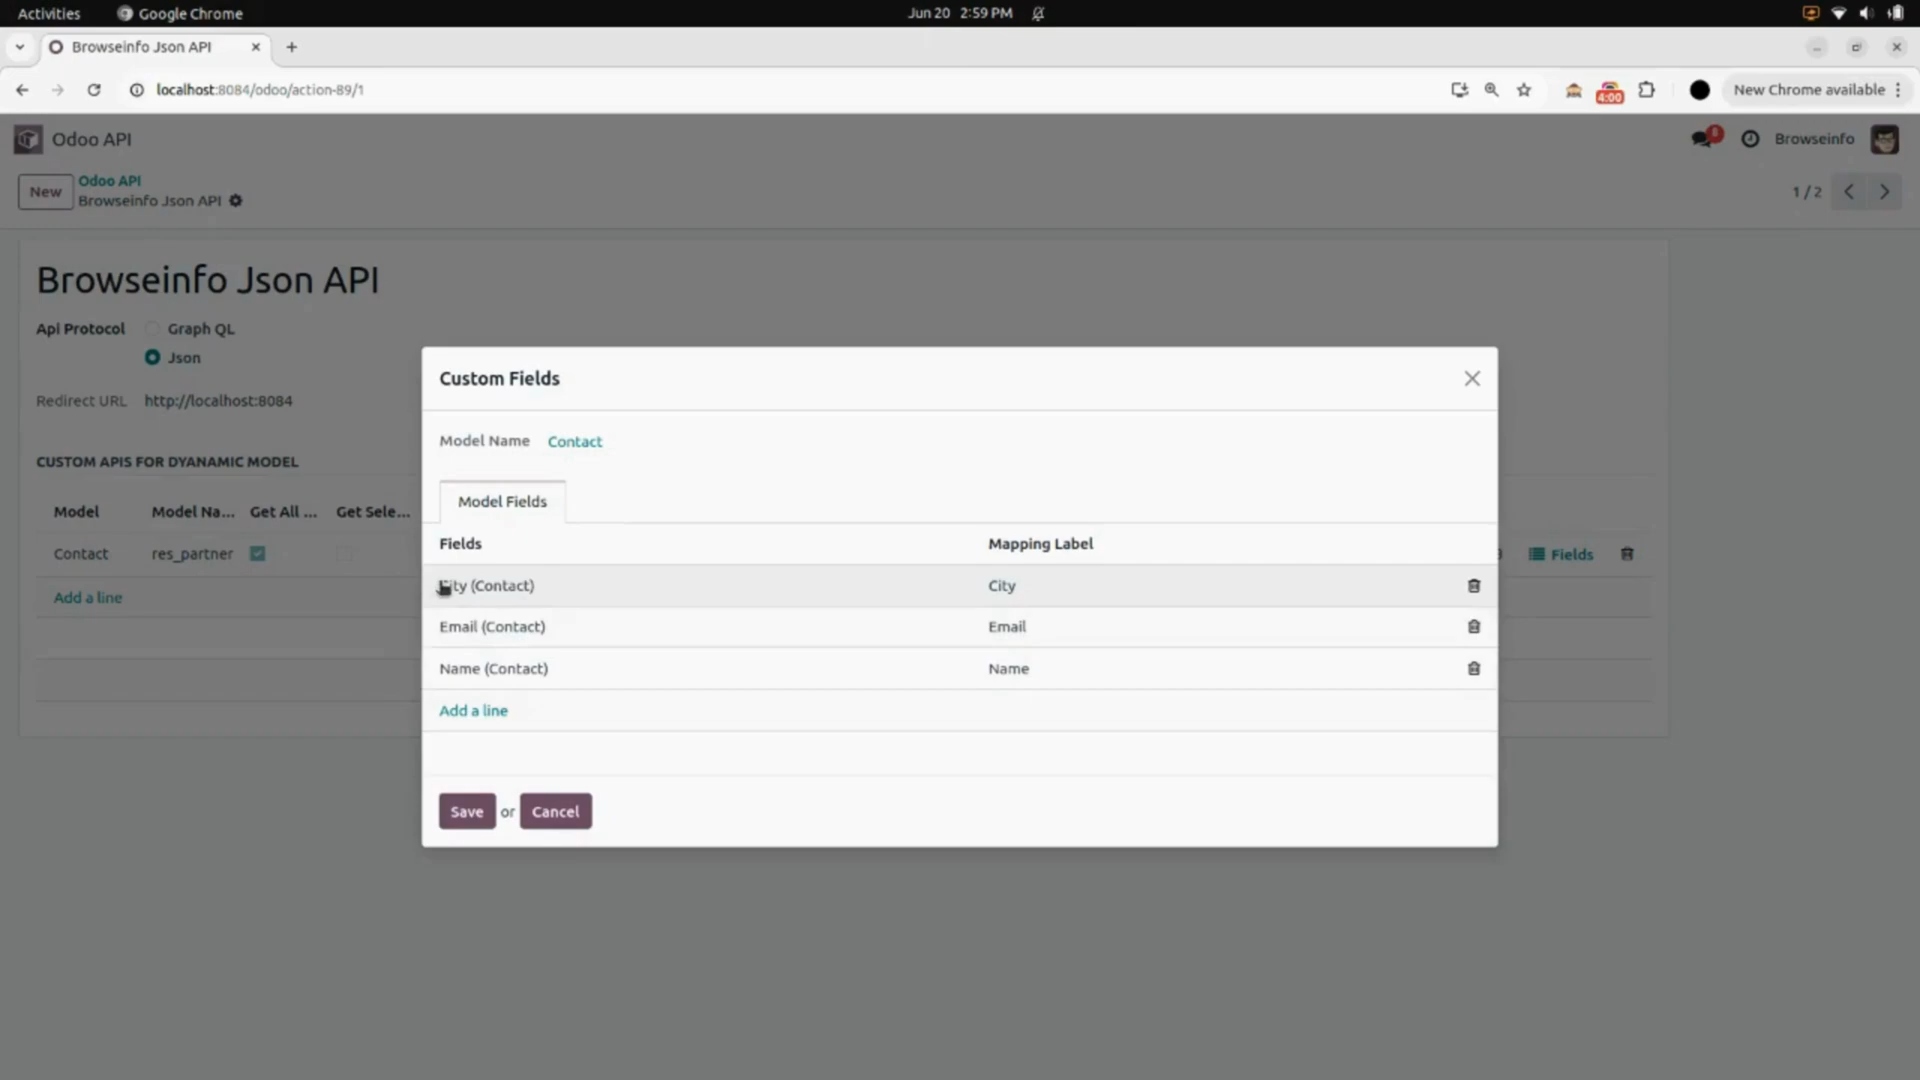 Activities Google Chrome Jun 20 2:59 PM
Browseinfo Json API
localhost:8084/odoo/action-89/1 4:00 New Chrome available
Odoo API 8 Browseinfo
New Odoo API
Browseinfo Json API 1 / 2
Browseinfo Json API
Api Protocol Graph QL
Json
Redirect URL http://localhost:8084
CUSTOM APIS FOR DYANAMIC MODEL
Model Model Na... Get All ... Get Sele...
Contact res_partner Fields
Add a line
Custom Fields
Model Name Contact
Model Fields
Fields Mapping Label
(Contact) City
Email (Contact) Email
Name (Contact) Name
Add a line
Save or Cancel